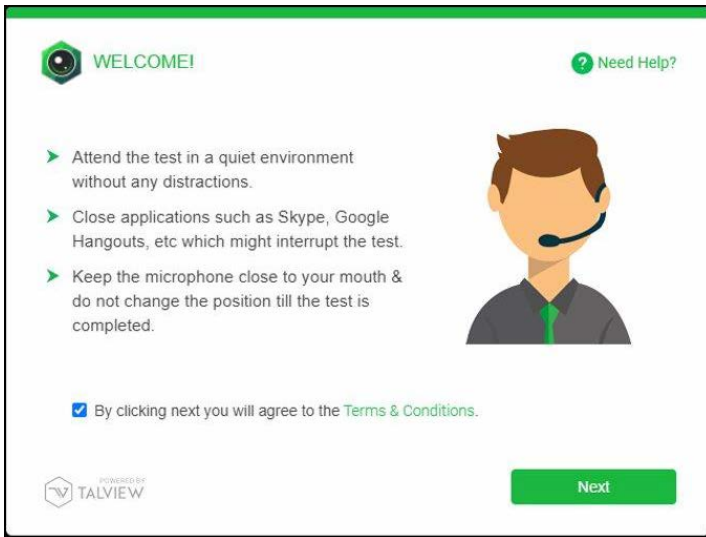 WELCOME!
? Need Help?
Attend the test in a quiet environment
without any distractions.
Close applications such as Skype, Google
Hangouts, etc which might interrupt the test.
Keep the microphone close to your mouth &
do not change the position till the test is
completed.
By clicking next you will agree to the Terms & Conditions.
POWERED BY
TALVIEW
Next